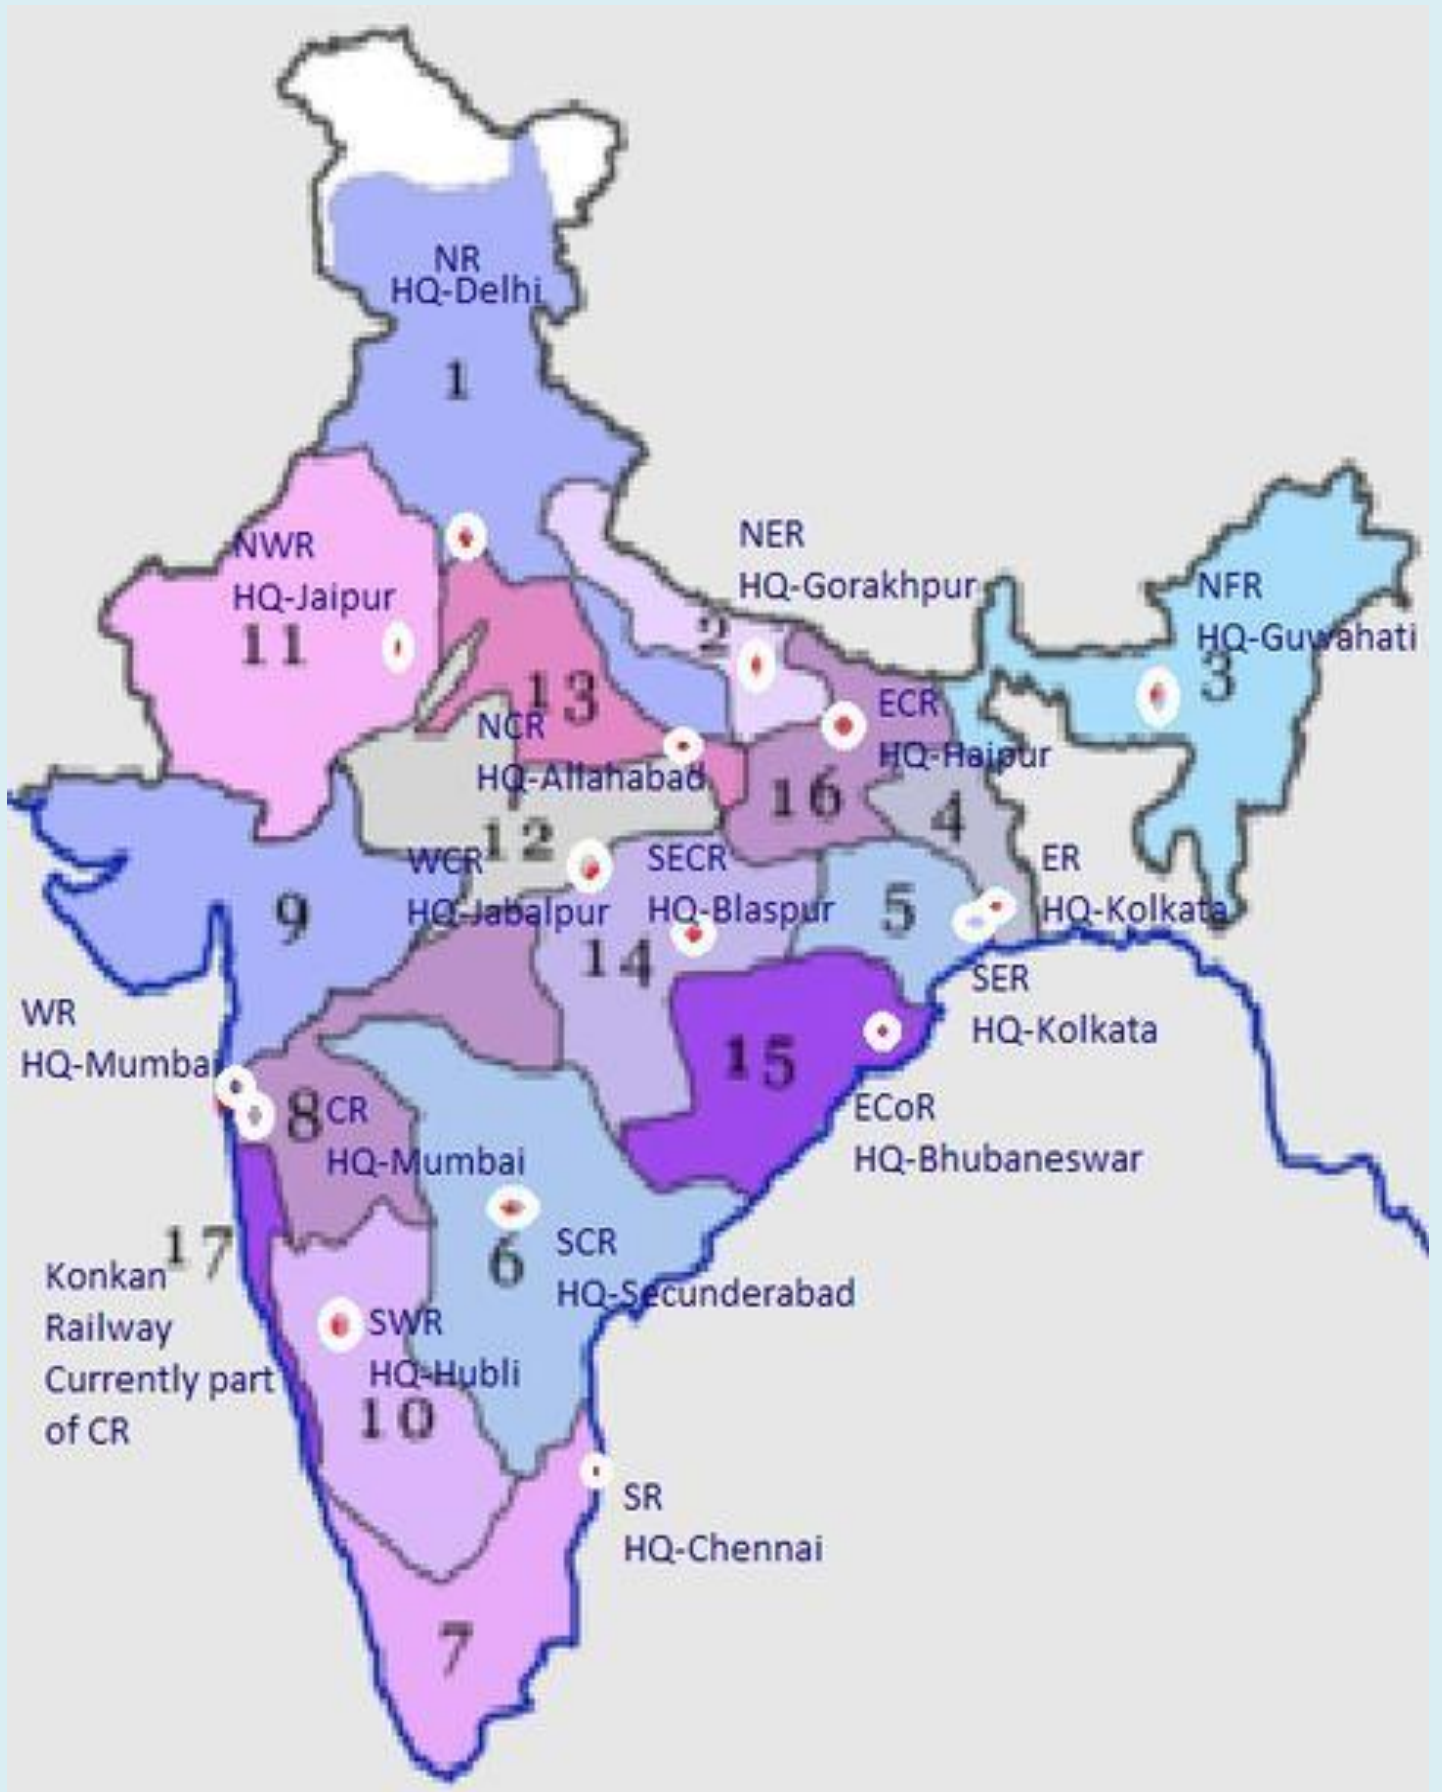 NR
HQ-Delhi
1
NWR
HQ-Jaipur
11
NER
HQ-Gorakhpur
2
NFR
HQ-Guwahati
3
13
NCR
HQ-Allahabad
ECR
HQ-Hajpur
16
4
12
WCR
HQ-Jabalpur
SECR
HQ-Blaspur
14
5
ER
HQ-Kolkata
9
SER
HQ-Kolkata
WR
HQ-Mumbai
15
8
CR
HQ-Mumbai
ECoR
HQ-Bhubaneswar
17
Konkan
Railway
Currently part
of CR
6
SCR
HQ-Secunderabad
SWR
HQ-Hubli
10
SR
HQ-Chennai
7